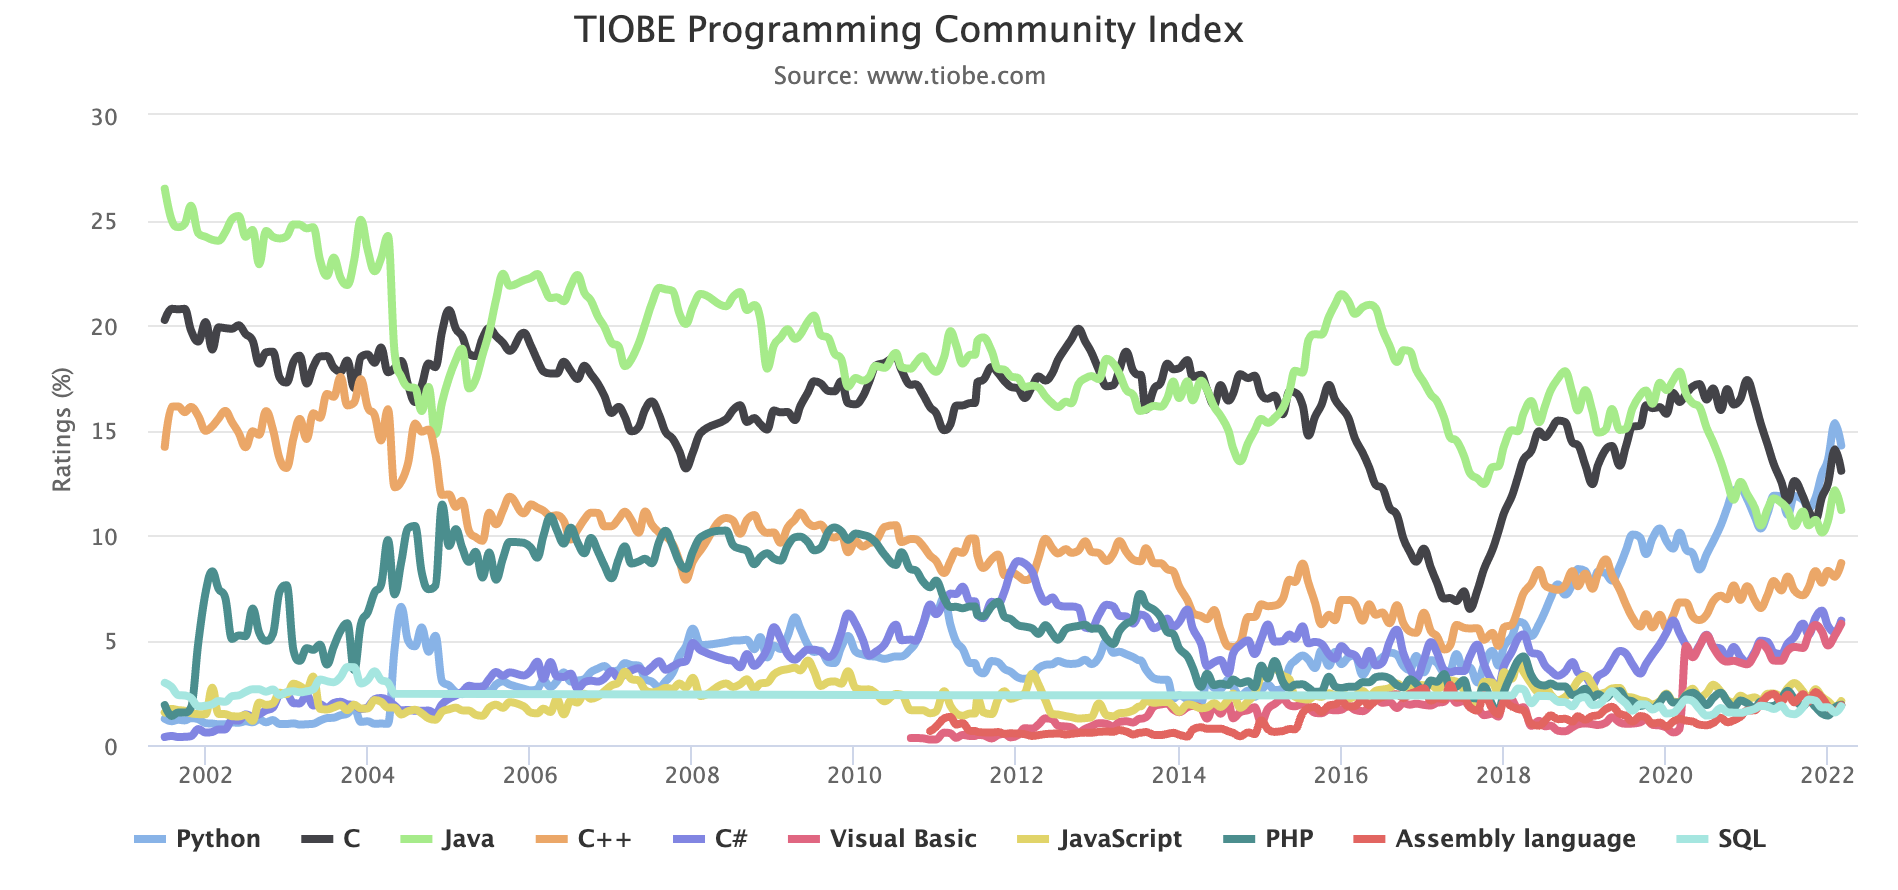 TIOBE Programming Community Index
Source: www.tiobe.com
Ratings (%)
30
25
20
15
10
5
0
2002 2004 2006 2008 2010 2012 2014 2016 2018 2020 2022
Python C Java C++ C# Visual Basic JavaScript PHP Assembly language SQL